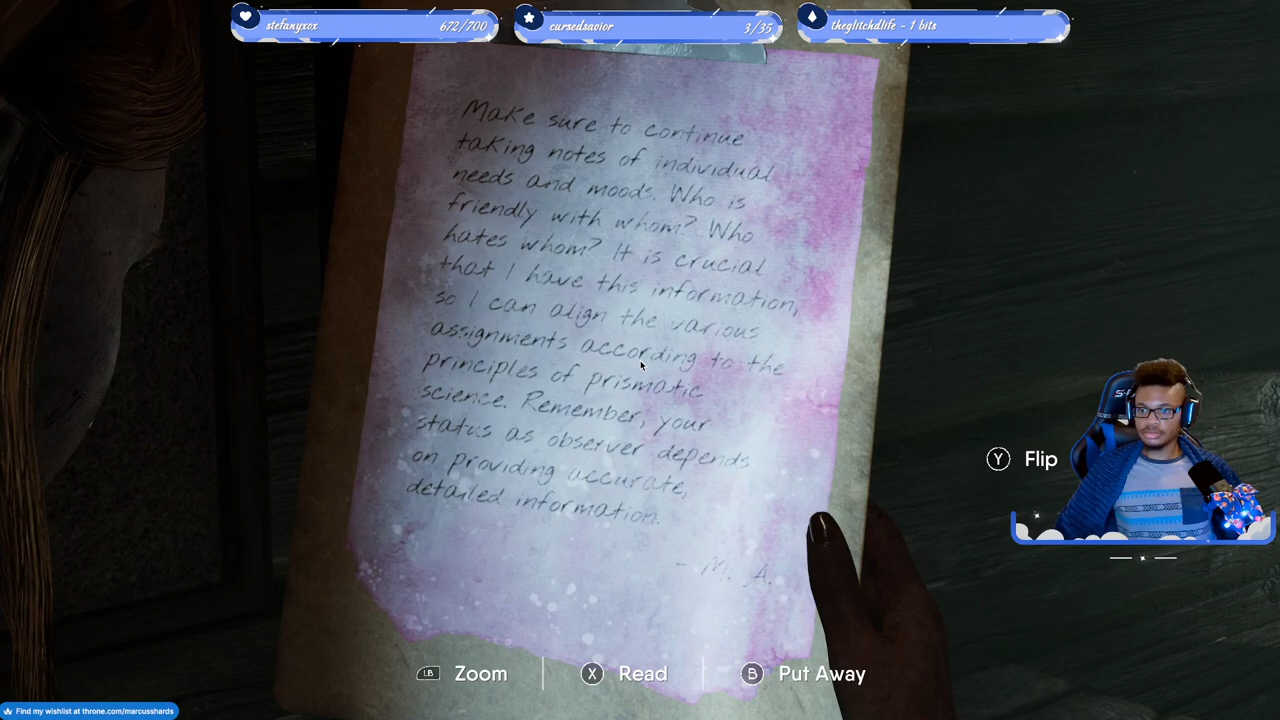 stefanyxox 672/700
cursedsavior 3/35
theglitchdlife - 1 bits
Make sure to continue
taking notes of individual
needs and moods. Who is
friendly with whom? Who
hates whom? It is crucial
that I have this information,
so I can align the various
assignments according to the
principles of prismatic
science. Remember, your
status as observer depends
on providing accurate,
detailed information.
- M. A.
Y Flip
LB Zoom
X Read
B Put Away
Find my wishlist at throne.com/marcusshards